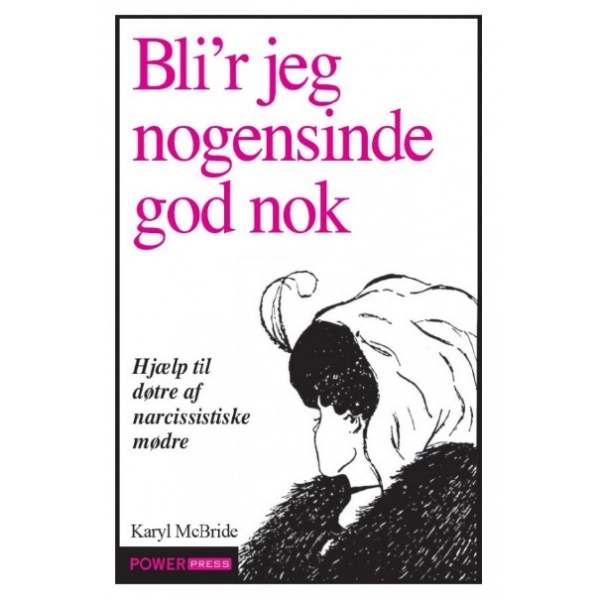 Bli'r jeg
nogensinde
god nok
Hjælp til
døtre af
narcissistiske
mødre
Karyl McBride
POWER PRESS